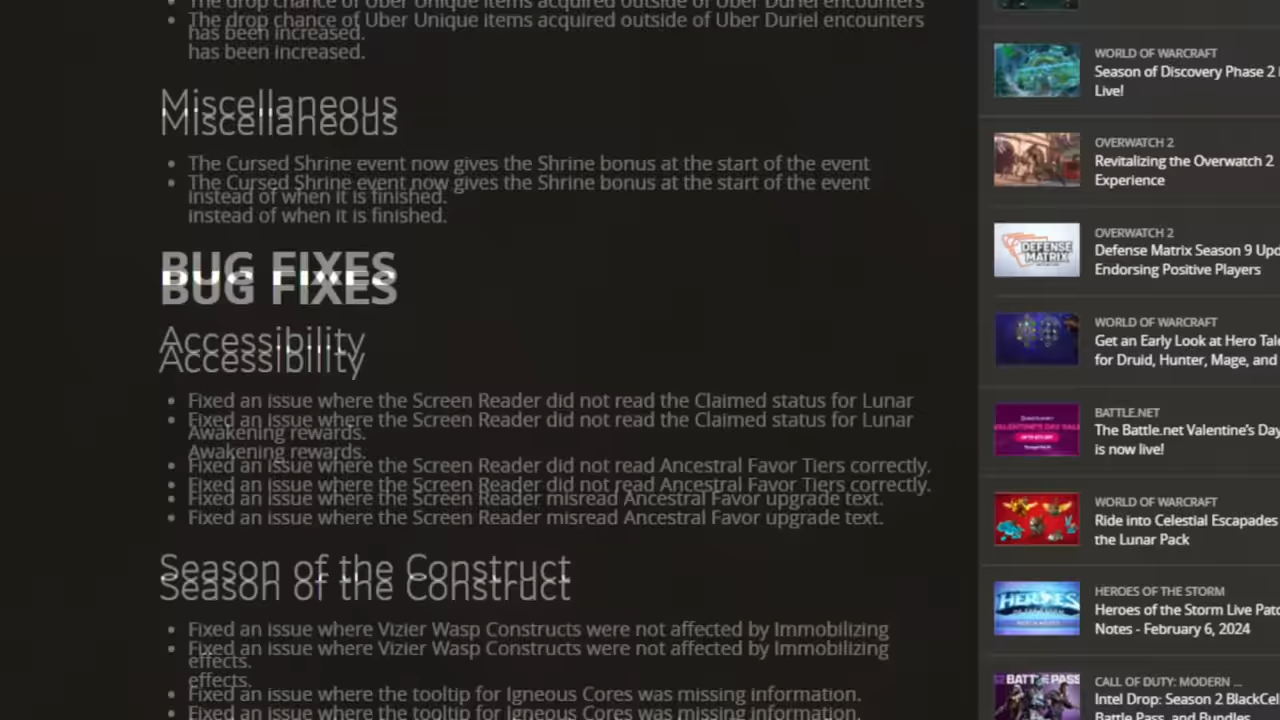 The drop chance of Uber Unique items acquired outside of Uber Duriel encounters
has been increased.
Miscellaneous
The Cursed Shrine event now gives the Shrine bonus at the start of the event
instead of when it is finished.
BUG FIXES
Accessibility
Fixed an issue where the Screen Reader did not read the Claimed status for Lunar
Awakening rewards.
Fixed an issue where the Screen Reader did not read Ancestral Favor Tiers correctly.
Fixed an issue where the Screen Reader misread Ancestral Favor upgrade text.
Season of the Construct
Fixed an issue where Vizier Wasp Constructs were not affected by Immobilizing
effects.
Fixed an issue where the tooltip for Igneous Cores was missing information.
WORLD OF WARCRAFT
Season of Discovery Phase 2
Live!
OVERWATCH 2
Revitalizing the Overwatch 2
Experience
OVERWATCH 2
DEFENSE
MATRIX
Defense Matrix Season 9
Endorsing Positive Players
WORLD OF WARCRAFT
Get an Early Look at Hero
for Druid, Hunter, Mage, and
BATTLE.NET
VALENTINE'S DAY
The Battle.net Valentine's Day
is now live!
WORLD OF WARCRAFT
Ride into Celestial Escapades
the Lunar Pack
HEROES OF THE STORM
HEROES
Heroes of the Storm Live
Notes - February 6, 2024
CALL OF DUTY: MODERN ...
BATTLE PASS
Intel Drop: Season 2
Battle Pass, and Bundles